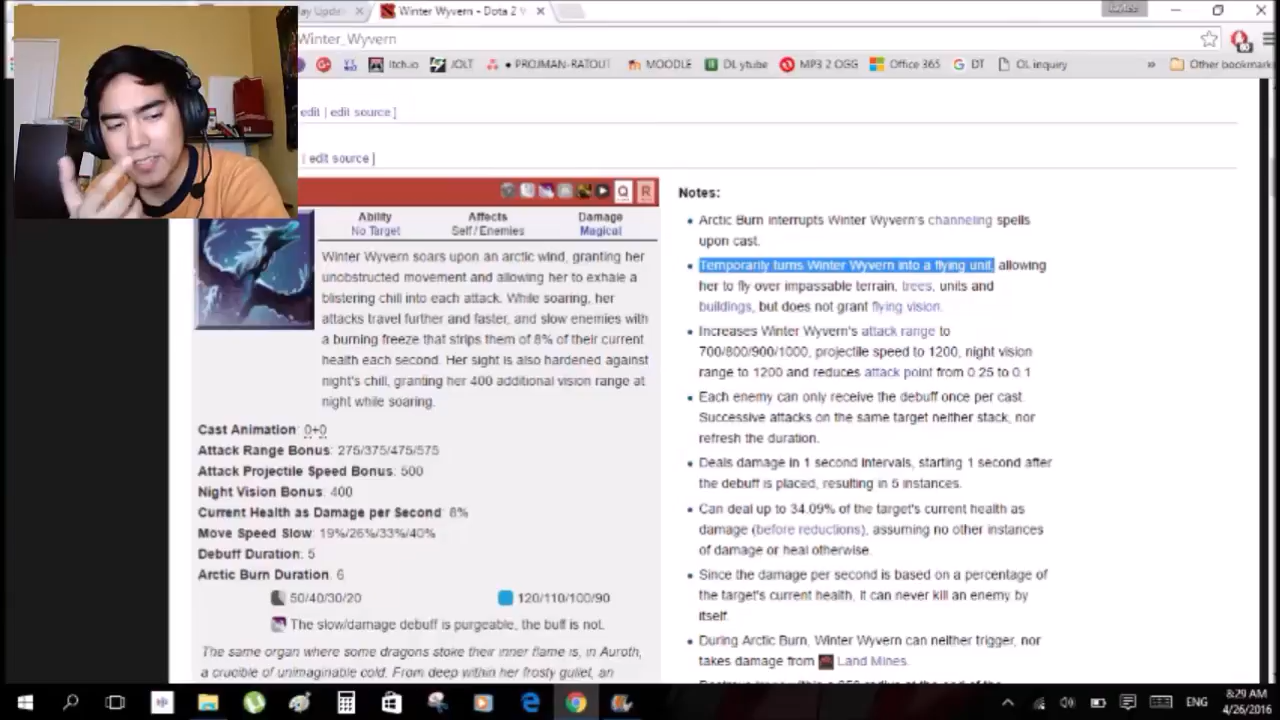 Winter Wyvern - Dota 2
Winter_Wyvern
Itch.io
JOLT
PROJMAN-RATOUT
MOODLE
DL ytube
MP3 2 OGG
Office 365
DT
OL inquiry
»
Other bookmark
edit | edit source ]
| edit source ]
Q
R
Ability
Affects
Damage
No Target
Self / Enemies
Magical
Winter Wyvern soars upon an arctic wind, granting her
unobstructed movement and allowing her to exhale a
blistering chill into each attack. While soaring, her
attacks travel further and faster, and slow enemies with
a burning freeze that strips them of 8% of their current
health each second. Her sight is also hardened against
night's chill, granting her 400 additional vision range at
night while soaring.
Cast Animation: 0+0
Attack Range Bonus: 275/375/475/575
Attack Projectile Speed Bonus: 500
Night Vision Bonus: 400
Current Health as Damage per Second: 8%
Move Speed Slow: 19%/26%/33%/40%
Debuff Duration: 5
Arctic Burn Duration: 6
50/40/30/20
120/110/100/90
The slow/damage debuff is purgeable, the buff is not.
The same organ where some dragons stoke their inner flame is, in Auroth,
a crucible of unimaginable cold. From deep within her frosty gullet, an
Notes:
Arctic Burn interrupts Winter Wyvern's channeling spells
upon cast.
Temporarily turns Winter Wyvern into a flying unit, allowing
her to fly over impassable terrain, trees, units and
buildings, but does not grant flying vision.
Increases Winter Wyvern's attack range to
700/800/900/1000, projectile speed to 1200, night vision
range to 1200 and reduces attack point from 0.25 to 0.1
Each enemy can only receive the debuff once per cast.
Successive attacks on the same target neither stack, nor
refresh the duration.
Deals damage in 1 second intervals, starting 1 second after
the debuff is placed, resulting in 5 instances.
Can deal up to 34.09% of the target's current health as
damage (before reductions), assuming no other instances
of damage or heal otherwise.
Since the damage per second is based on a percentage of
the target's current health, it can never kill an enemy by
itself.
During Arctic Burn, Winter Wyvern can neither trigger, nor
takes damage from Land Mines.
ENG
8:29 AM
4/26/2016